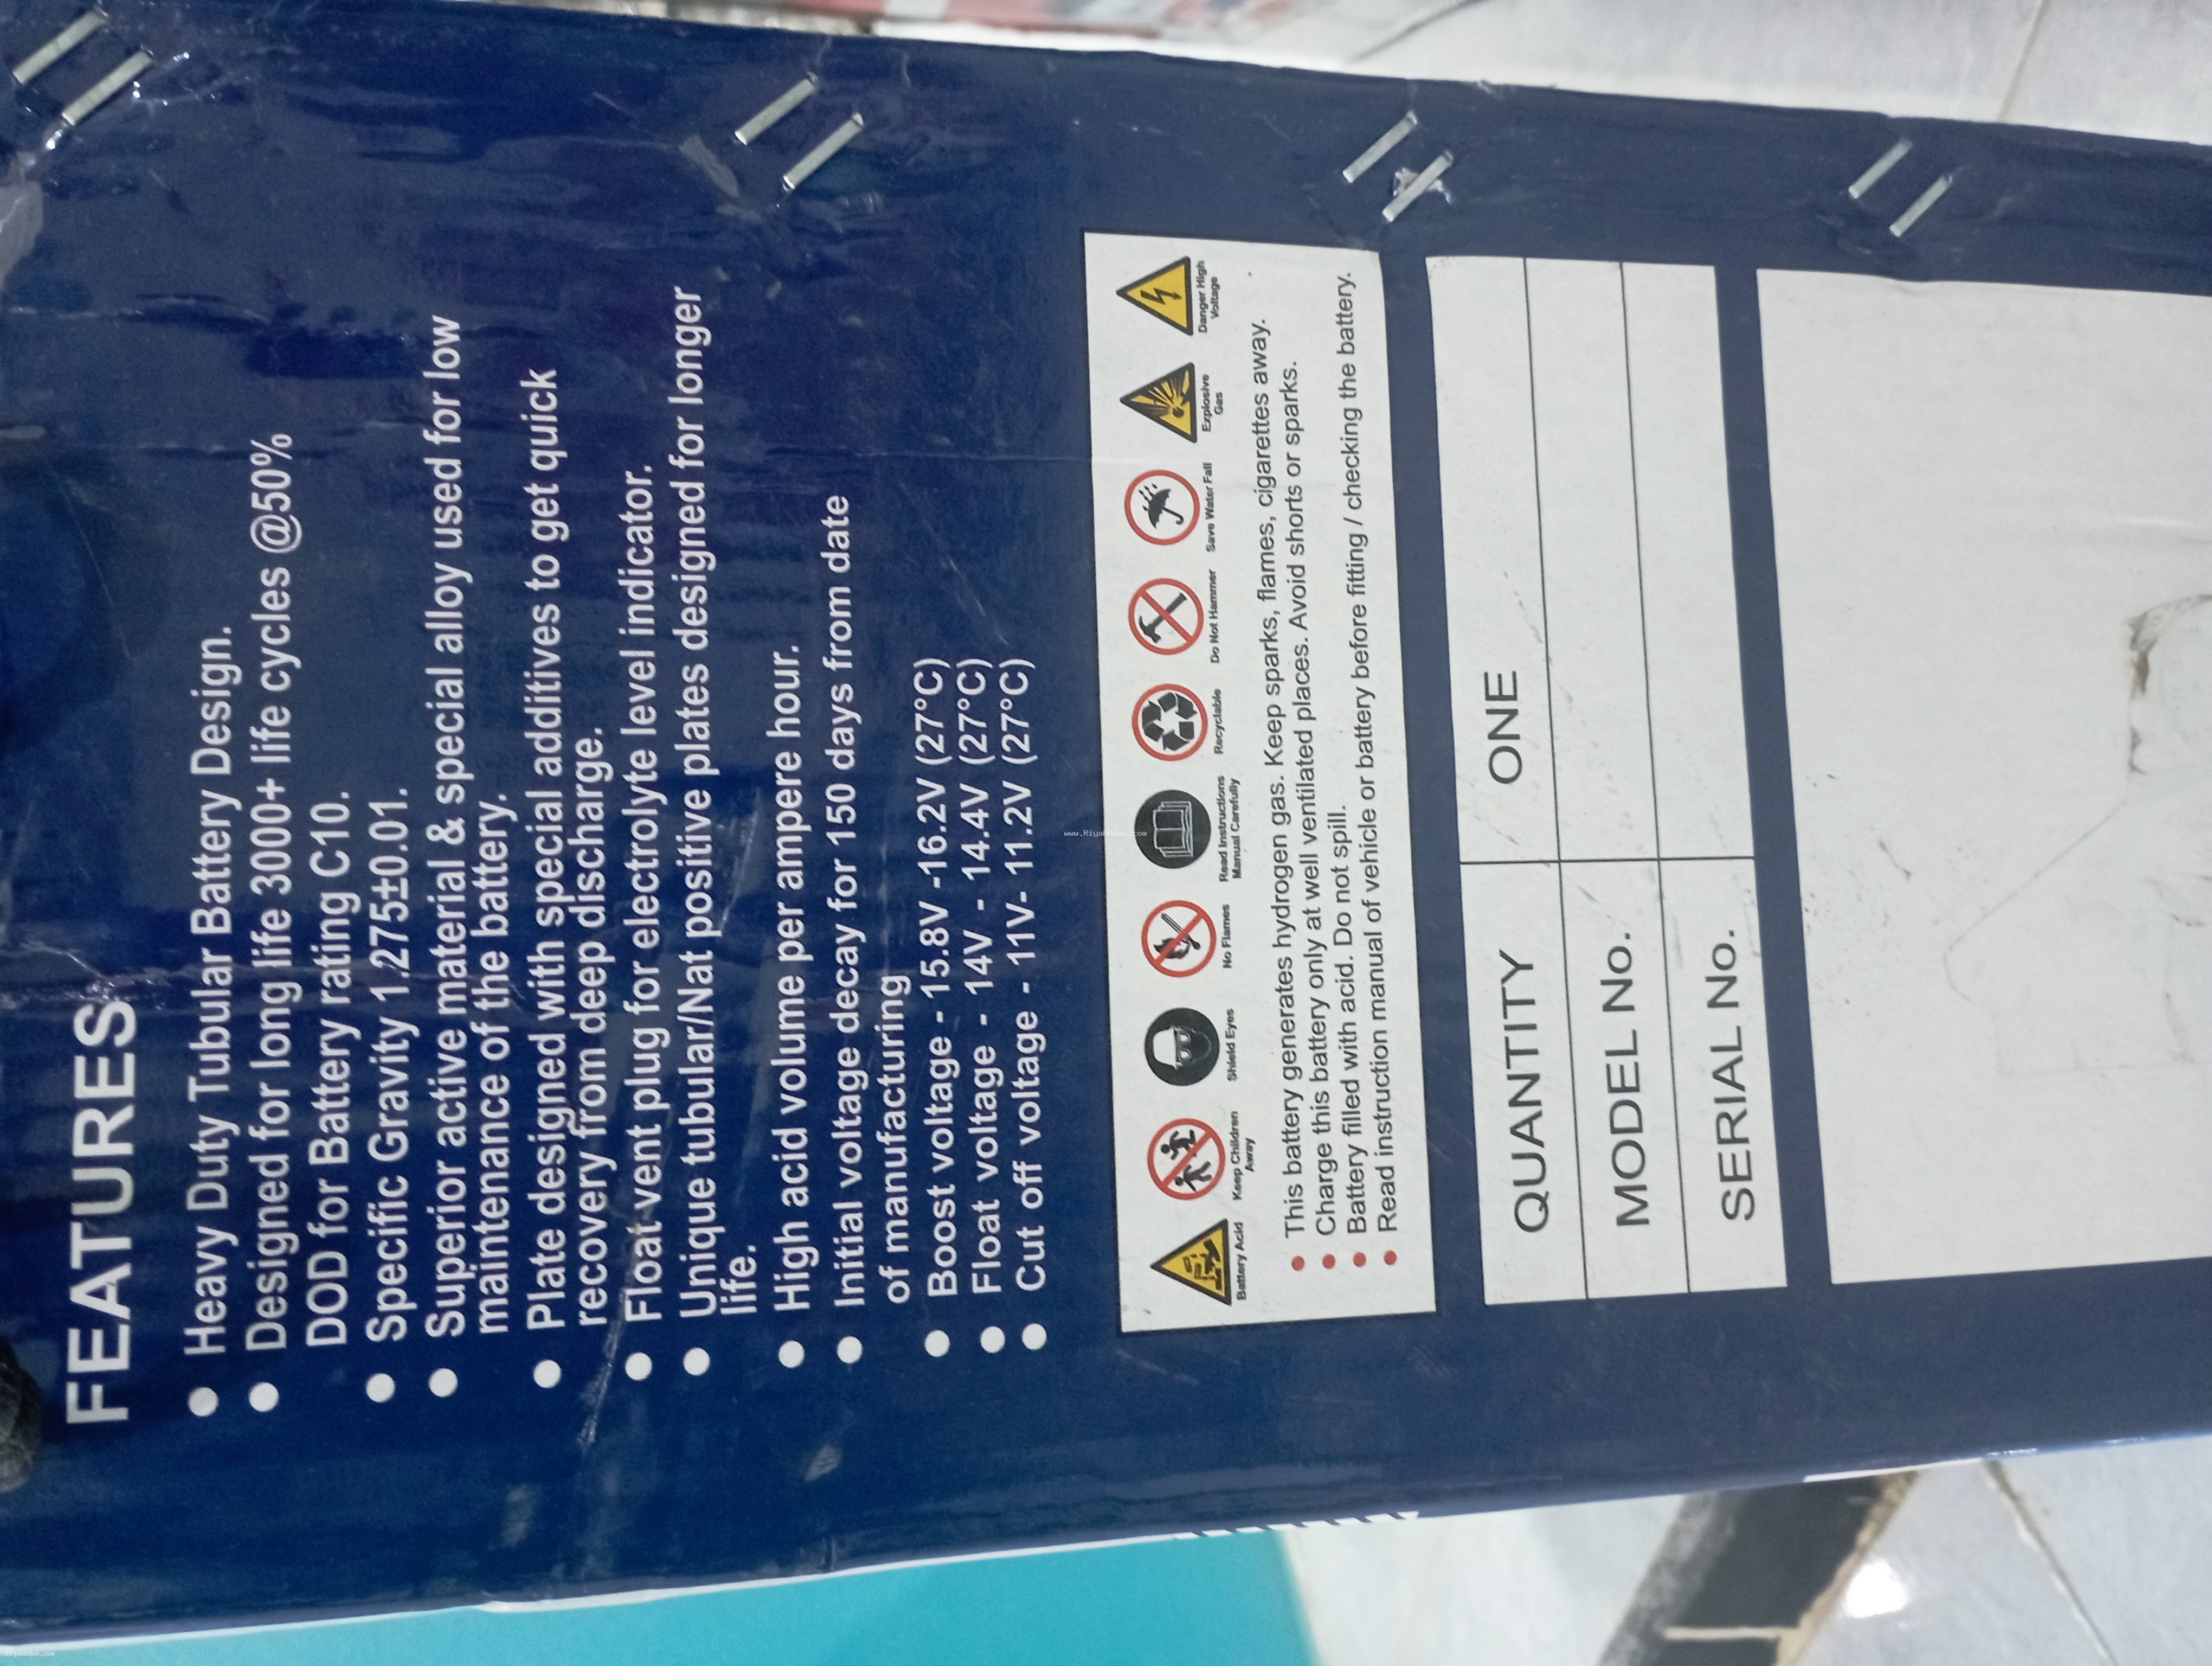 FEATURES
Heavy Duty Tubular Battery Design.
Designed for long life 3000+ life cycles @50%
DOD for Battery rating C10.
Specific Gravity 1.275±0.01.
Superior active material & special alloy used for low
maintenance of the battery.
Plate designed with special additives to get quick
recovery from deep discharge.
Float vent plug for electrolyte level indicator.
Unique tubular/Nat positive plates designed for longer
life.
High acid volume per ampere hour.
Initial voltage decay for 150 days from date
of manufacturing
Boost voltage - 15.8V -16.2V (27°C)
Float voltage - 14V - 14.4V (27°C)
Cut off voltage - 11V- 11.2V (27°C)
Battery Acid
Keep Children
Away
Shield Eyes
No Flames
Read Instructions
Manual Carefully
Recyclable
Do Not Hammer
Save Water Fall
Explosive
Gas
Danger High
Voltage
This battery generates hydrogen gas. Keep sparks, flames, cigarettes away.
Charge this battery only at well ventilated places. Avoid shorts or sparks.
Battery filled with acid. Do not spill.
Read instruction manual of vehicle or battery before fitting / checking the battery.
QUANTITY ONE
MODEL No.
SERIAL No.
www.RiyahAden.com
RiyahAden.com